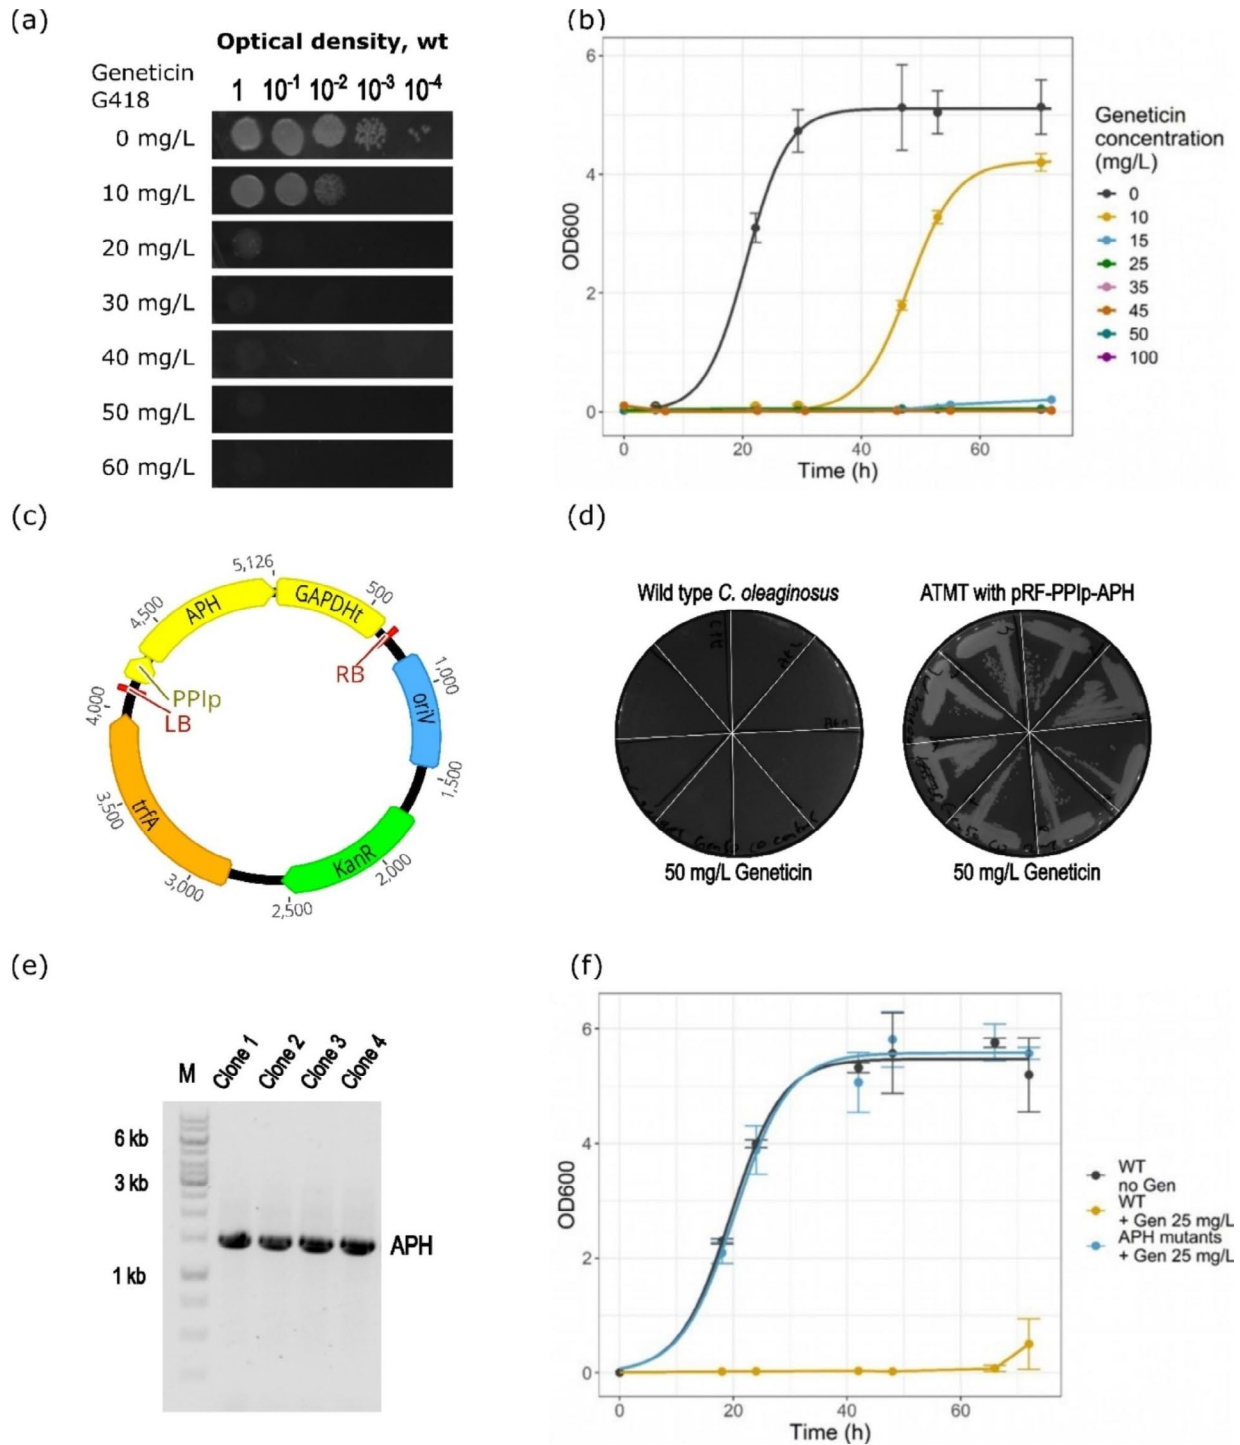 (a)
Optical density, wt
Geneticin
G418
1 10⁻¹ 10⁻² 10⁻³ 10⁻⁴
0 mg/L
10 mg/L
20 mg/L
30 mg/L
40 mg/L
50 mg/L
60 mg/L
(b)
6
4
2
0
OD600
0 20 40 60
Time (h)
Geneticin
concentration
(mg/L)
0
10
15
25
35
45
50
100
(c)
5,126
500
1,000
1,500
2,000
2,500
3,000
3,500
4,000
4,500
APH
GAPDHt
RB
oriV
KanR
trfA
LB
PPIp
(d)
Wild type C. oleaginosus
50 mg/L Geneticin
ATMT with pRF-PPIp-APH
50 mg/L Geneticin
(e)
M Clone 1 Clone 2 Clone 3 Clone 4
6 kb
3 kb
1 kb
APH
(f)
6
4
2
0
OD600
0 20 40 60
Time (h)
WT
no Gen
WT
+ Gen 25 mg/L
APH mutants
+ Gen 25 mg/L